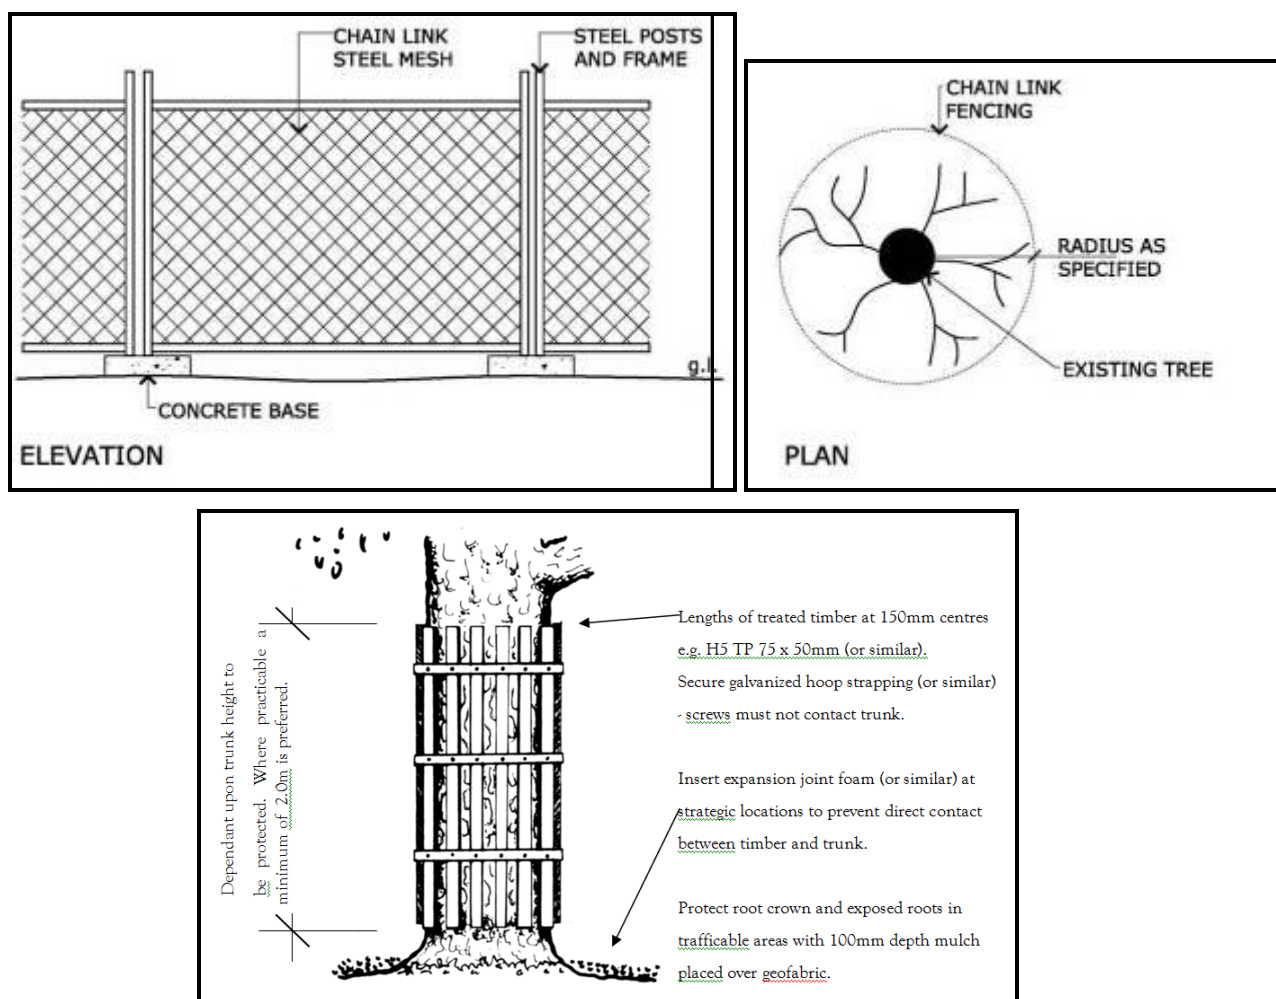 CHAIN LINK
STEEL MESH
STEEL POSTS
AND FRAME
g.l.
CONCRETE BASE
ELEVATION
CHAIN LINK
FENCING
RADIUS AS
SPECIFIED
EXISTING TREE
PLAN
Dependant upon trunk height to
be protected. Where practicable a
minimum of 2.0m is preferred.
Lengths of treated timber at 150mm centres
e.g. H5 TP 75 x 50mm (or similar).
Secure galvanized hoop strapping (or similar)
- screws must not contact trunk.
Insert expansion joint foam (or similar) at
strategic locations to prevent direct contact
between timber and trunk.
Protect root crown and exposed roots in
trafficable areas with 100mm depth mulch
placed over geofabric.